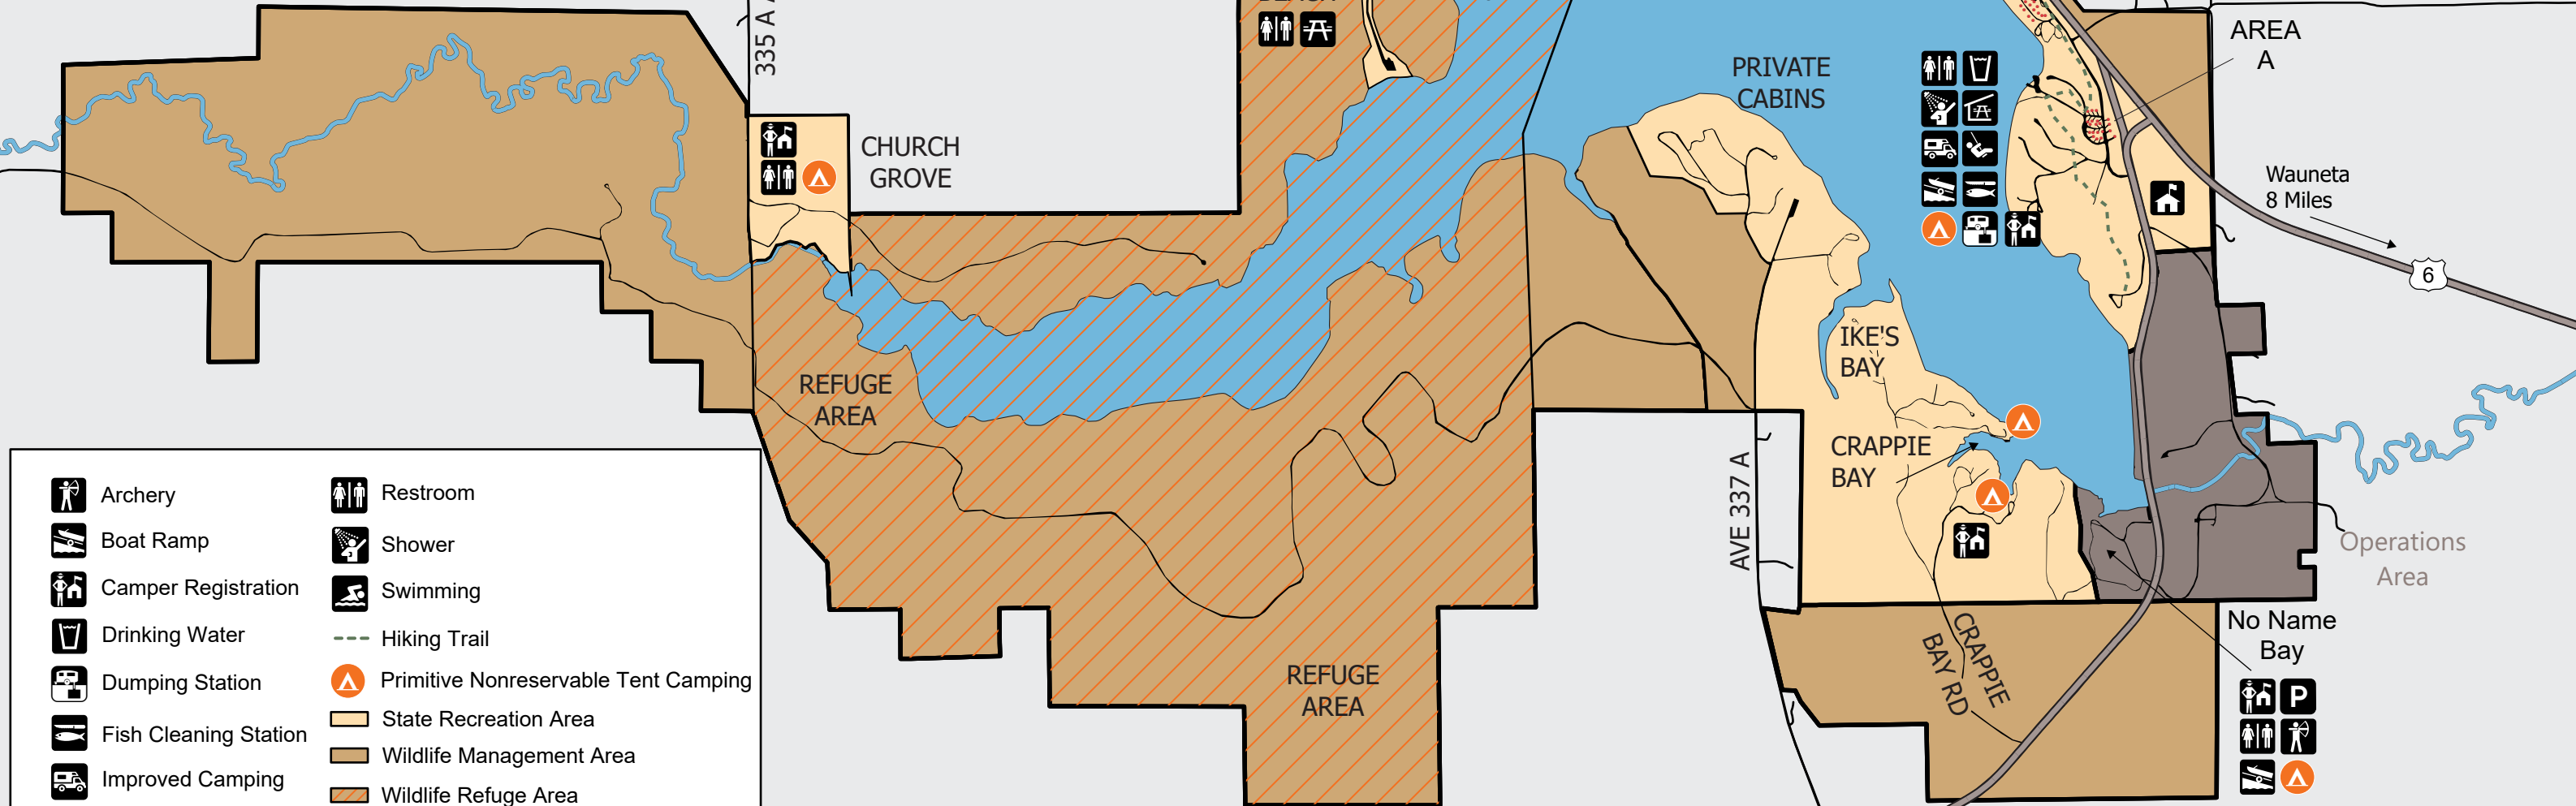 335 A
AREA
A
PRIVATE
CABINS
CHURCH
GROVE
Wauneta
8 Miles
6
IKE'S
BAY
REFUGE
AREA
CRAPPIE
BAY
AVE 337 A
Operations
Area
No Name
Bay
P
CRAPPIE
BAY RD
REFUGE
AREA
Archery
Boat Ramp
Camper Registration
Drinking Water
Dumping Station
Fish Cleaning Station
Improved Camping
Restroom
Shower
Swimming
Hiking Trail
Primitive Nonreservable Tent Camping
State Recreation Area
Wildlife Management Area
Wildlife Refuge Area